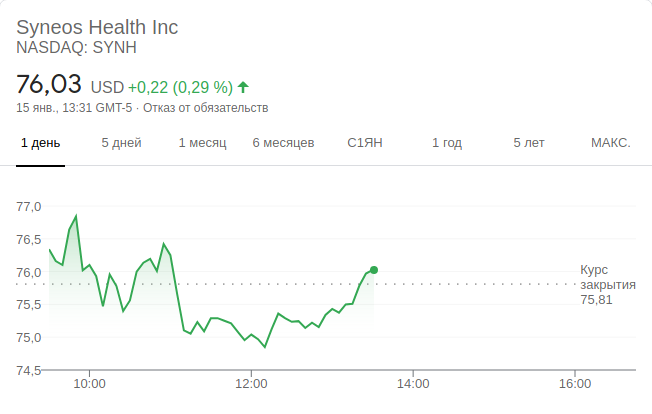 Syneos Health Inc
NASDAQ: SYNH
76,03 USD +0,22 (0,29 %)
15 янв., 13:31 GMT-5 · Отказ от обязательств
1 день 5 дней 1 месяц 6 месяцев С1ЯН 1 год 5 лет МАКС.
77,0
76,5
76,0
75,5
75,0
74,5
Курс
закрытия
75,81
10:00 12:00 14:00 16:00